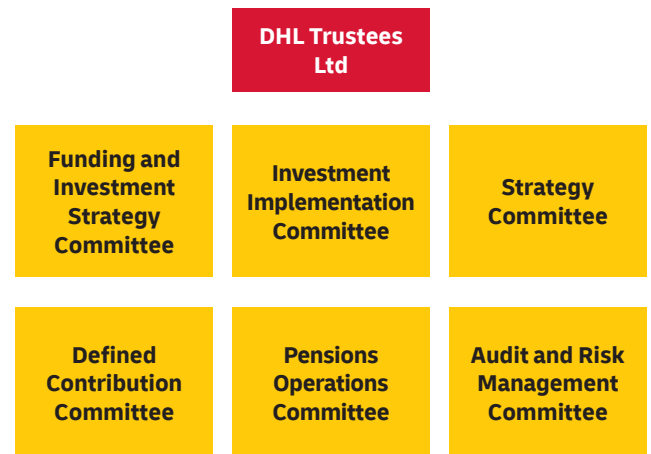 DHL Trustees
Ltd
Funding and
Investment
Strategy
Committee
Investment
Implementation
Committee
Strategy
Committee
Defined
Contribution
Committee
Pensions
Operations
Committee
Audit and Risk
Management
Committee